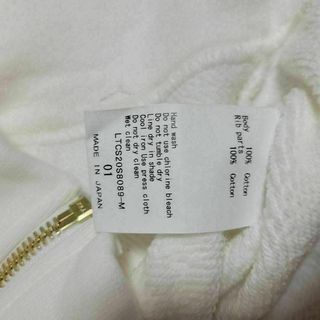 Body 100% Cotton
Rib parts 100% Cotton
Hand wash
Do not use chlorine bleach
Do not tumble dry
Line dry in shade
Cool iron Use press cloth
Do not dry clean
Wet clean
LTCS20S8089-M
01
MADE IN JAPAN